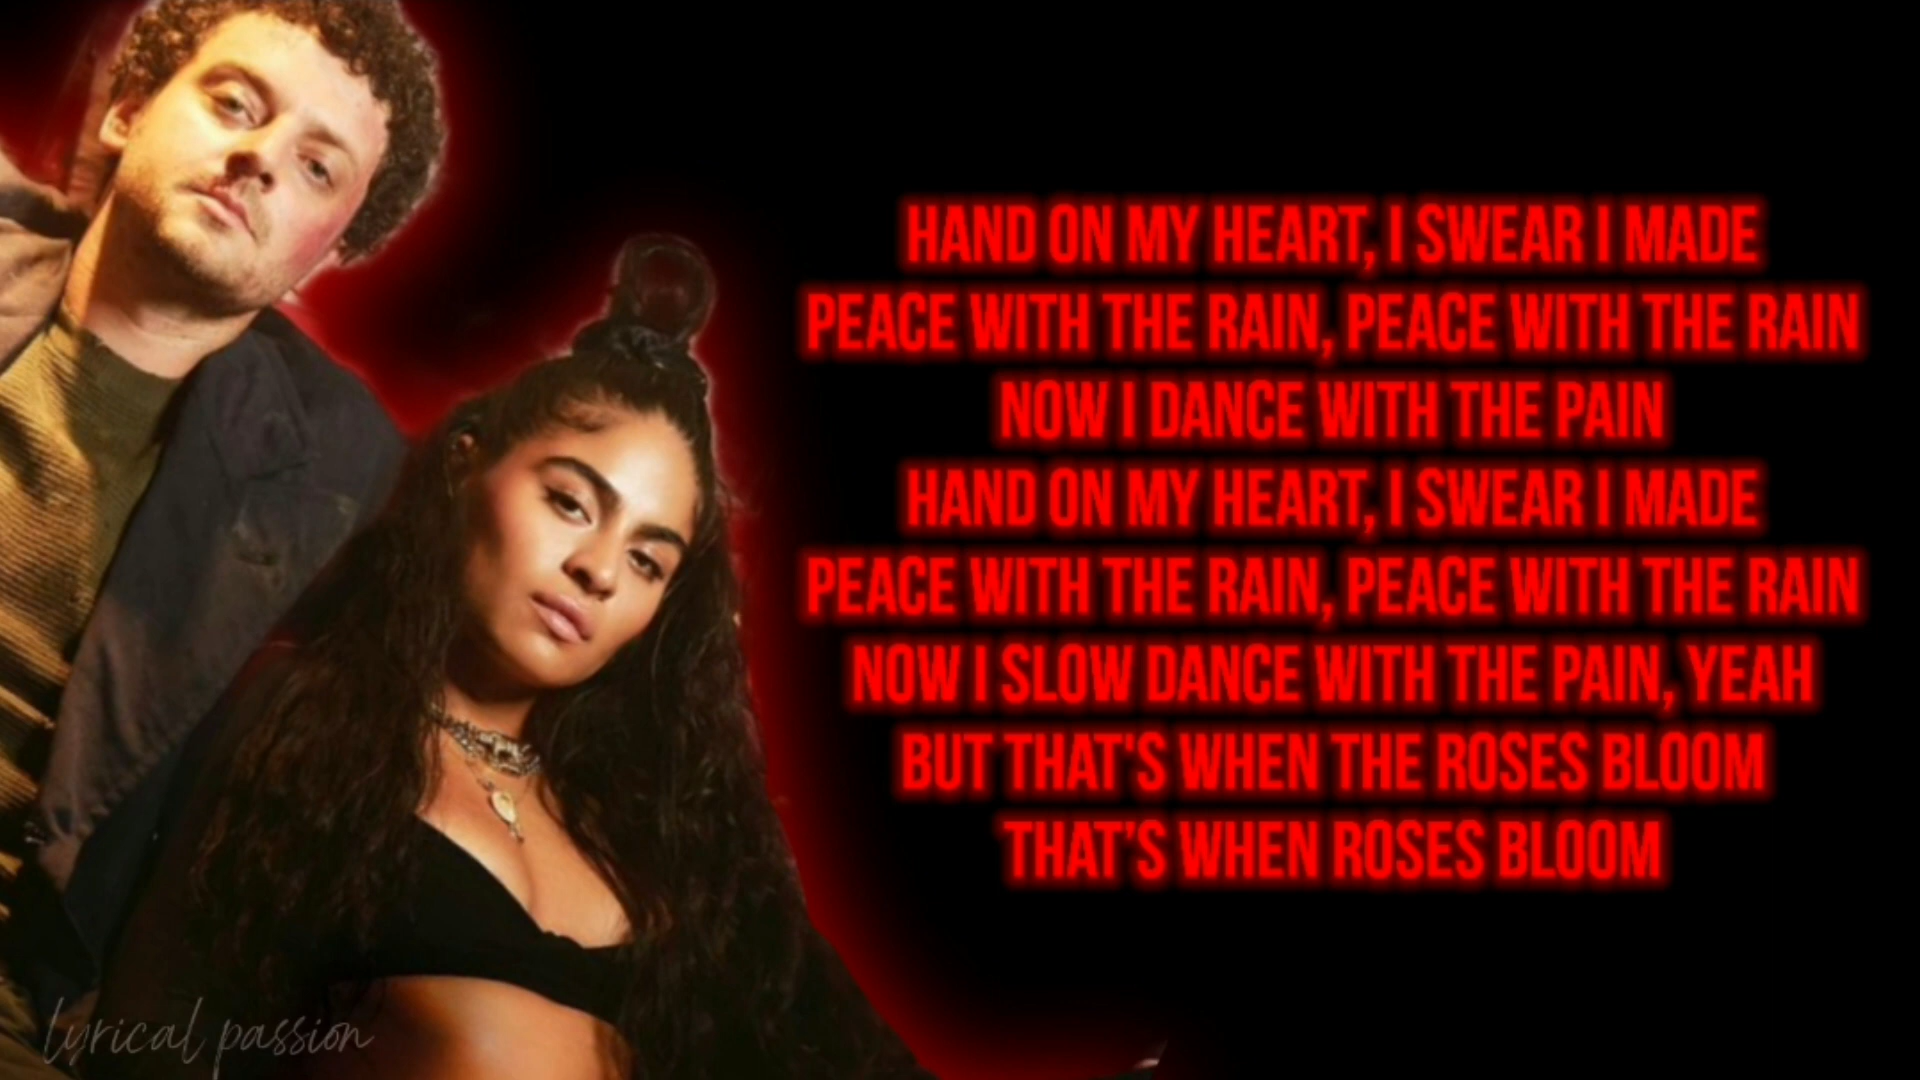 HAND ON MY HEART, I SWEAR I MADE
PEACE WITH THE RAIN, PEACE WITH THE RAIN
NOW I DANCE WITH THE PAIN
HAND ON MY HEART, I SWEAR I MADE
PEACE WITH THE RAIN, PEACE WITH THE RAIN
NOW I SLOW DANCE WITH THE PAIN, YEAH
BUT THAT'S WHEN THE ROSES BLOOM
THAT’S WHEN ROSES BLOOM
lyrical passion